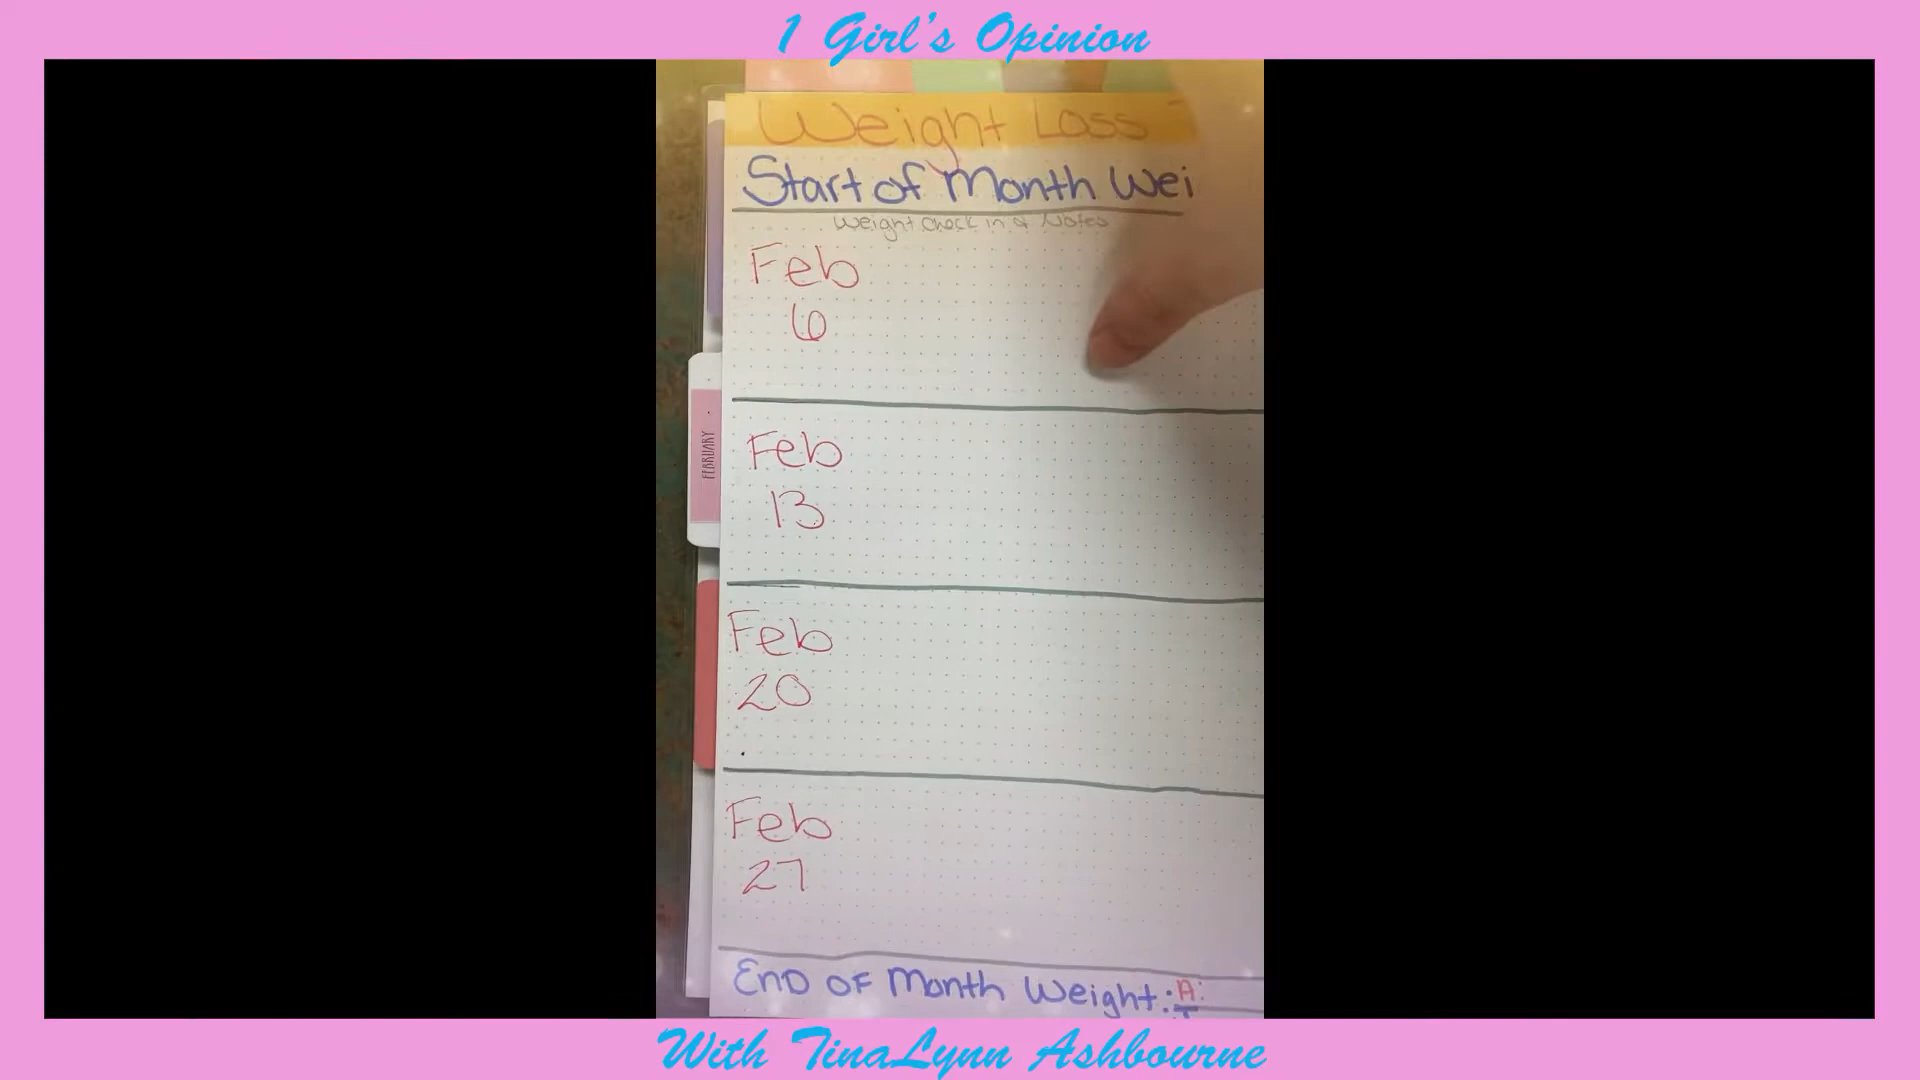 1 Girl's Opinion
Weight Loss
Start of Month Wei
Weight Check in & Notes
Feb
6
Feb
13
FEBRUARY
Feb
20
Feb
27
End of Month Weight: A:
With TinaLynn Ashbourne